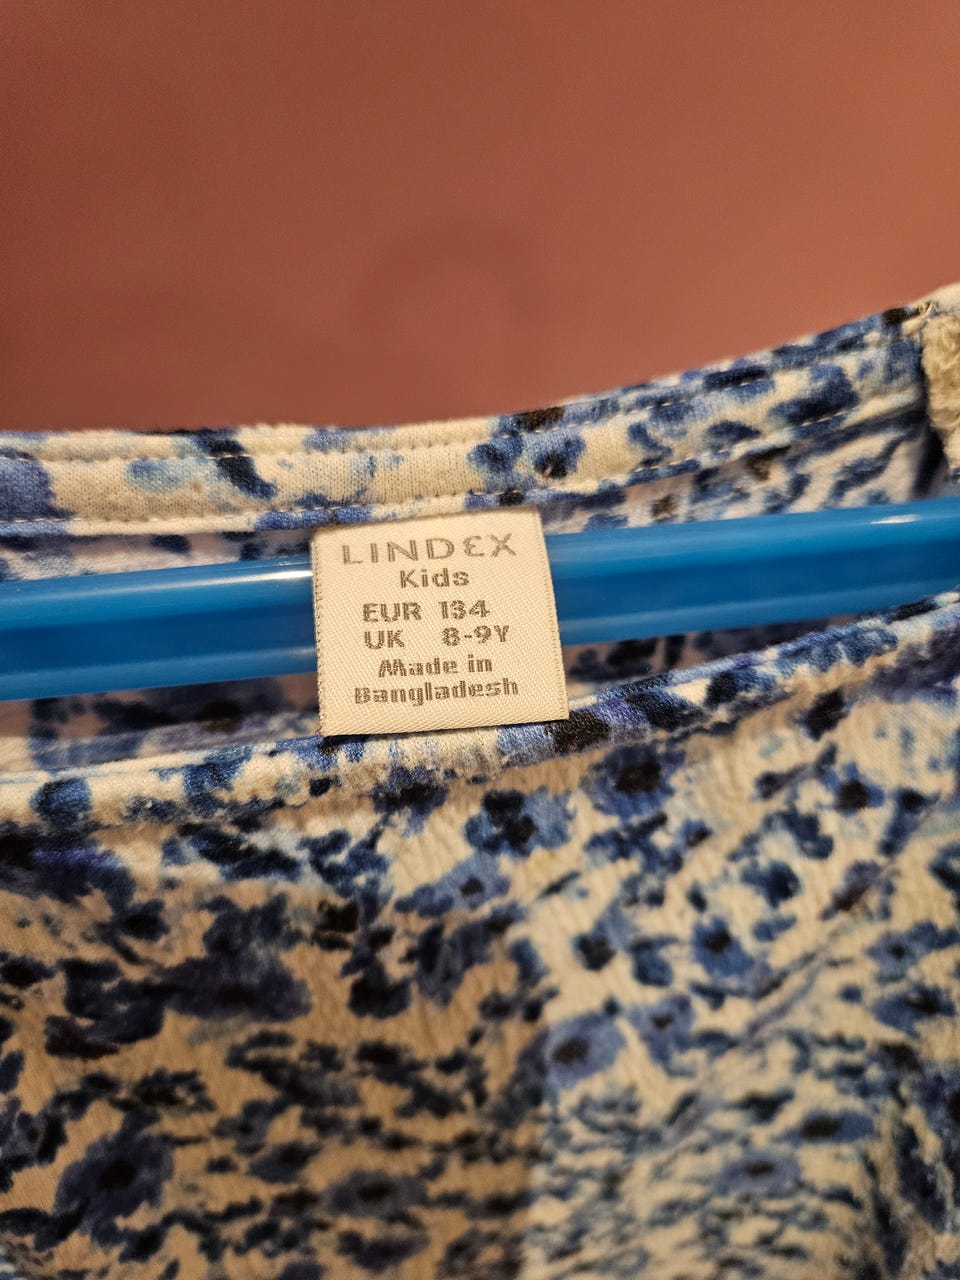 LINDEX
Kids
EUR 134
UK 8-9Y
Made in
Bangladesh